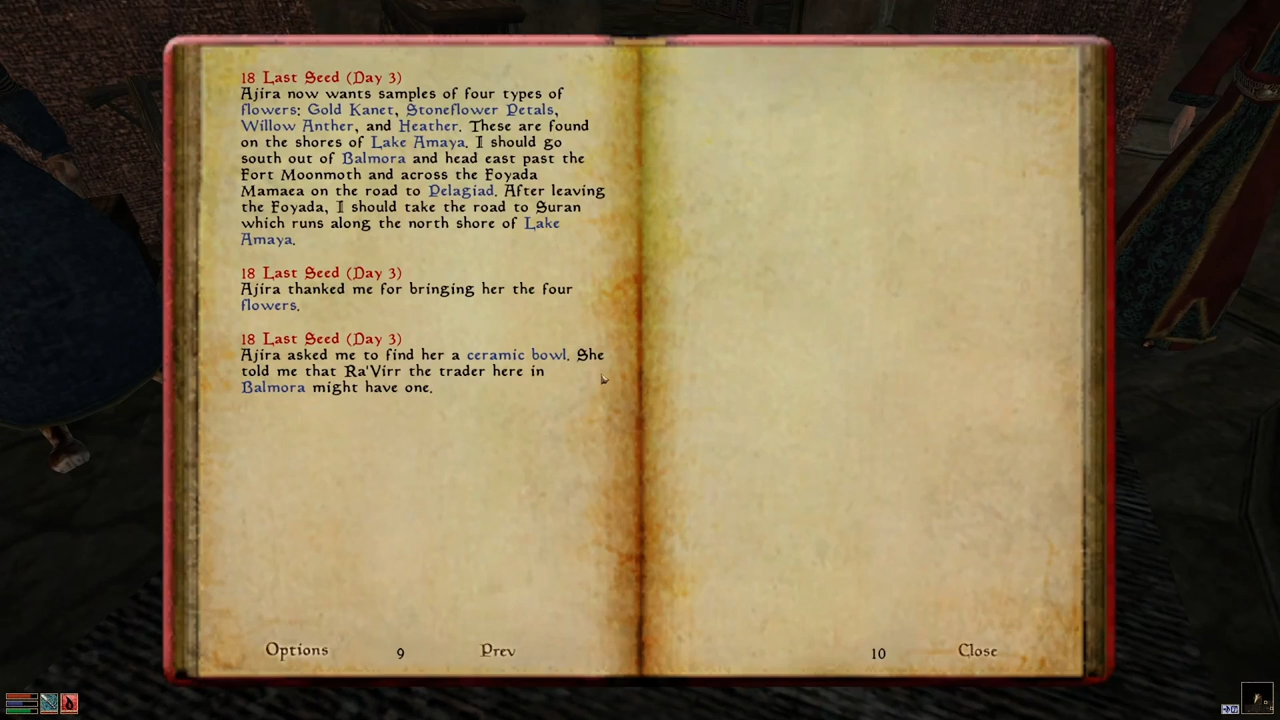 18 Last Seed (Day 3)
Ajira now wants samples of four types of
flowers: Gold Kanet, Stoneflower Petals,
Willow Anther, and Heather. These are found
on the shores of Lake Amaya. I should go
south out of Balmora and head east past the
Fort Moonmoth and across the Foyada
Mamaea on the road to Pelagiad. After leaving
the Foyada, I should take the road to Suran
which runs along the north shore of Lake
Amaya.
18 Last Seed (Day 3)
Ajira thanked me for bringing her the four
flowers.
18 Last Seed (Day 3)
Ajira asked me to find her a ceramic bowl. She
told me that Ra'Virr the trader here in
Balmora might have one.
Options 9 Prev 10 Close